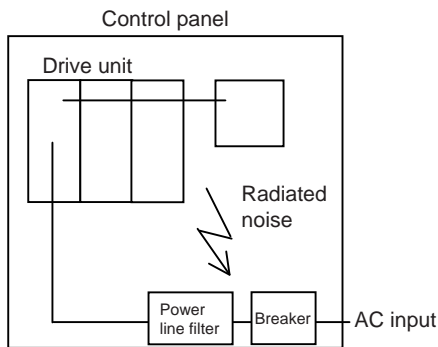 Control panel
Drive unit
Radiated
noise
Power
line filter
Breaker
AC input